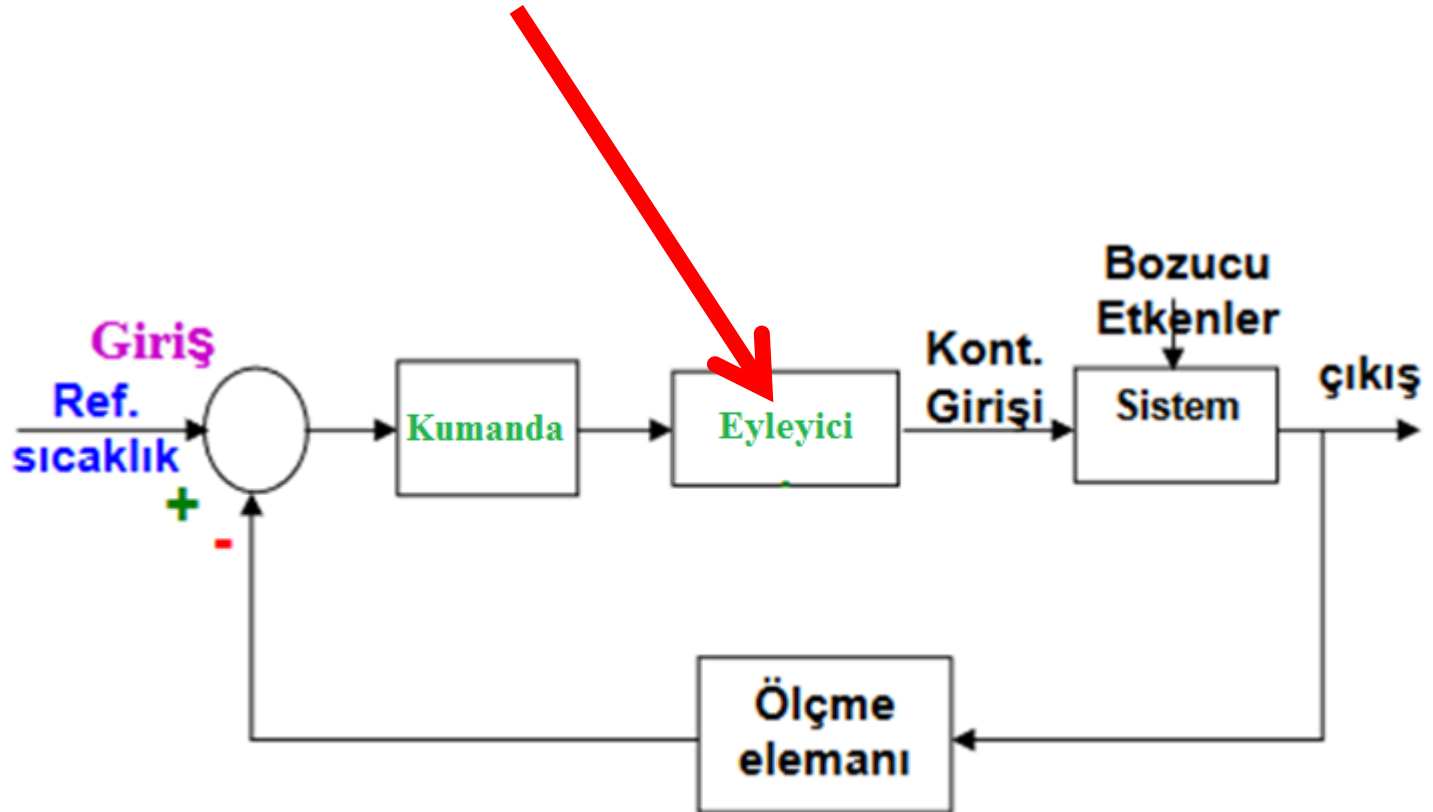 Giriş
Ref.
sıcaklık
+
-
Kumanda
Eyleyici
Kont.
Girişi
Bozucu
Etkenler
Sistem
çıkış
Ölçme
elemanı